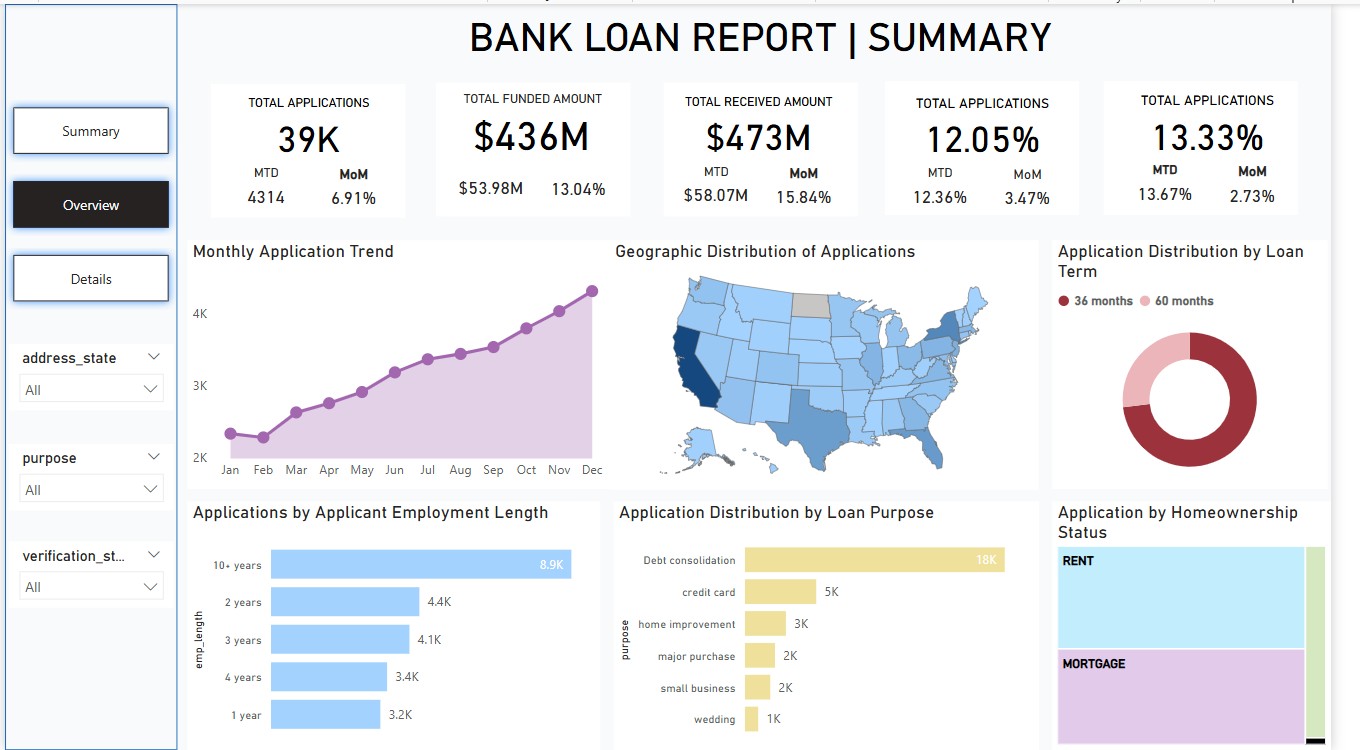 BANK LOAN REPORT | SUMMARY
Summary
Overview
Details
address_state
All
purpose
All
verification_st...
All
TOTAL APPLICATIONS
39K
MTD MoM
4314 6.91%
TOTAL FUNDED AMOUNT
$436M
$53.98M 13.04%
TOTAL RECEIVED AMOUNT
$473M
MTD MoM
$58.07M 15.84%
TOTAL APPLICATIONS
12.05%
MTD MoM
12.36% 3.47%
TOTAL APPLICATIONS
13.33%
MTD MoM
13.67% 2.73%
Monthly Application Trend
4K
3K
2K
Jan Feb Mar Apr May Jun Jul Aug Sep Oct Nov Dec
Geographic Distribution of Applications
Application Distribution by Loan
Term
36 months 60 months
Applications by Applicant Employment Length
emp_length
10+ years 8.9K
2 years 4.4K
3 years 4.1K
4 years 3.4K
1 year 3.2K
Application Distribution by Loan Purpose
purpose
Debt consolidation 18K
credit card 5K
home improvement 3K
major purchase 2K
small business 2K
wedding 1K
Application by Homeownership
Status
RENT
MORTGAGE